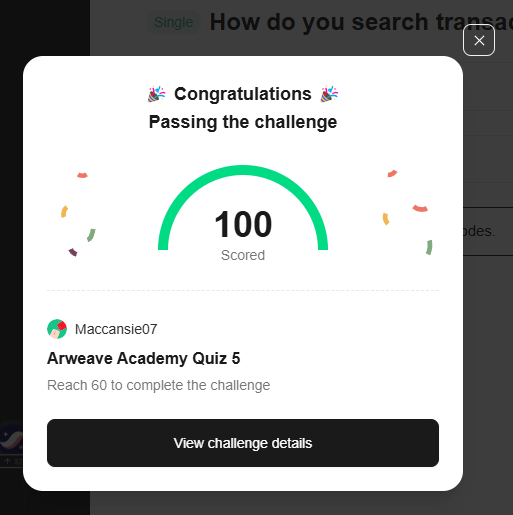 Single How do you search transac
Congratulations
Passing the challenge
100
Scored
odes.
Maccansie07
Arweave Academy Quiz 5
Reach 60 to complete the challenge
View challenge details